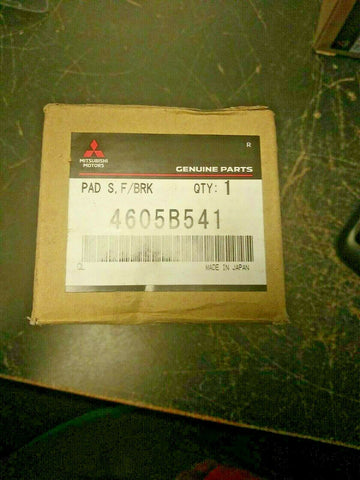 R
MITSUBISHI
MOTORS
GENUINE PARTS
PAD S, F/BRK QTY: 1
4605B541
MADE IN JAPAN